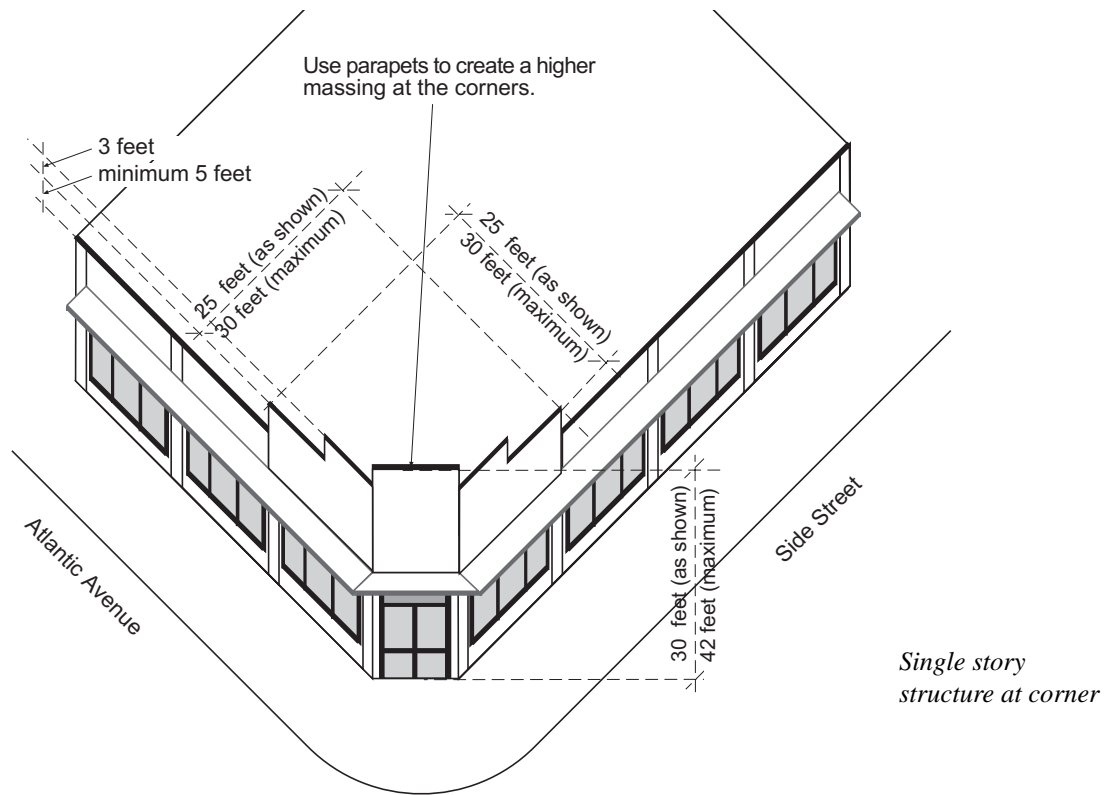 Use parapets to create a higher
massing at the corners.
3 feet
minimum 5 feet
25 feet (as shown)
30 feet (maximum)
25 feet (as shown)
30 feet (maximum)
30 feet (as shown)
42 feet (maximum)
Atlantic Avenue
Side Street
Single story
structure at corner